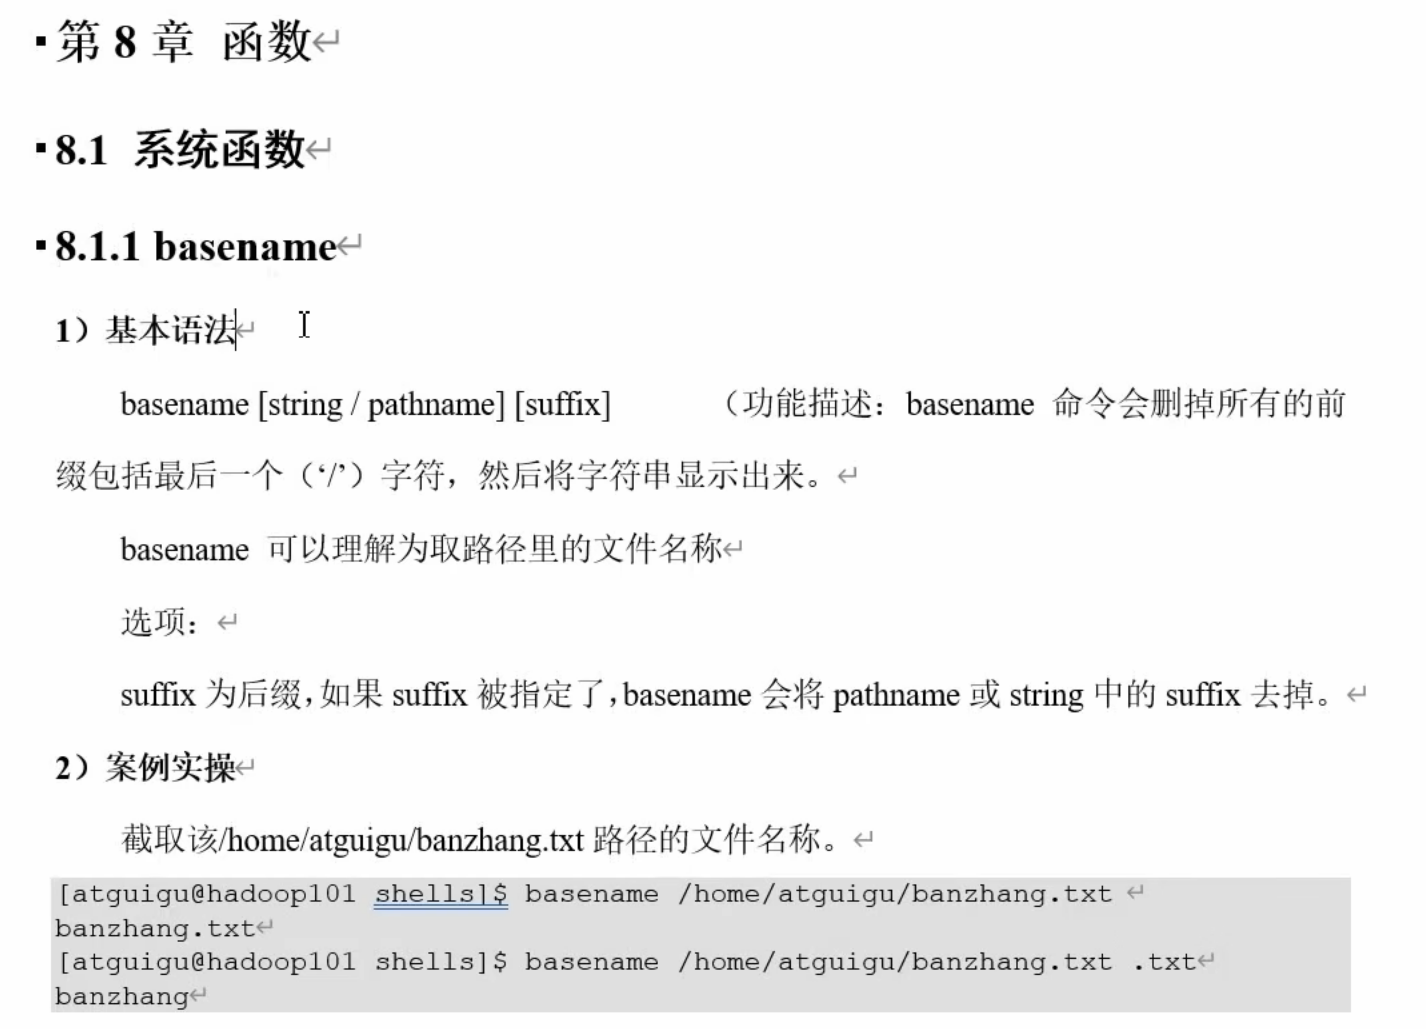 第 8 章 函数
8.1 系统函数
8.1.1 basename
1）基本语法
basename [string / pathname] [suffix] （功能描述：basename 命令会删掉所有的前
缀包括最后一个（‘/’）字符，然后将字符串显示出来。
basename 可以理解为取路径里的文件名称
选项：
suffix 为后缀，如果 suffix 被指定了，basename 会将 pathname 或 string 中的 suffix 去掉。
2）案例实操
截取该/home/atguigu/banzhang.txt 路径的文件名称。
[atguigu@hadoop101 shells]$ basename /home/atguigu/banzhang.txt
banzhang.txt
[atguigu@hadoop101 shells]$ basename /home/atguigu/banzhang.txt .txt
banzhang